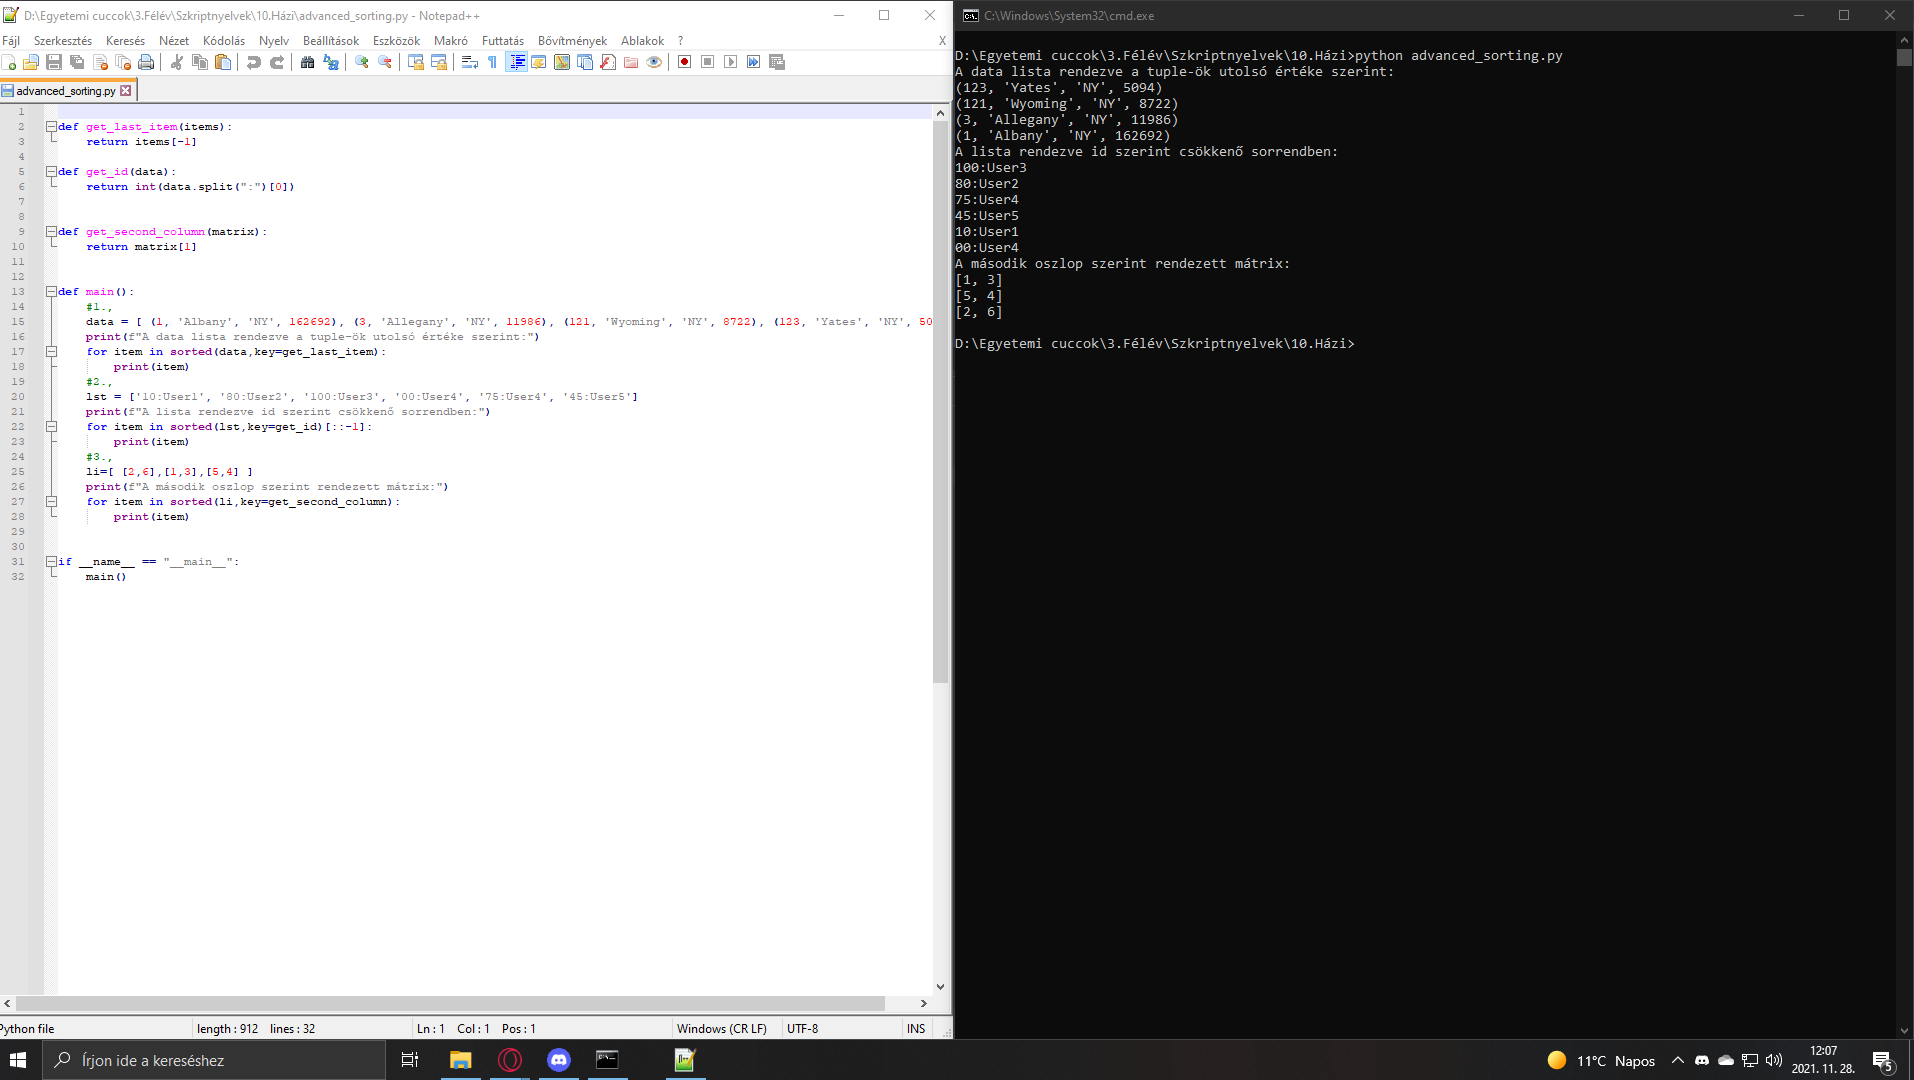 D:\Egyetemi cuccok\3.Félév\Szkriptnyelvek\10.Házi\advanced_sorting.py - Notepad++
Fájl Szerkesztés Keresés Nézet Kódolás Nyelv Beállítások Eszközök Makró Futtatás Bővítmények Ablakok ? X
advanced_sorting.py
1
2 def get_last_item(items):
3 return items[-1]
4
5 def get_id(data):
6 return int(data.split(":")[0])
7
8
9 def get_second_column(matrix):
10 return matrix[1]
11
12
13 def main():
14 #1.,
15 data = [ (1, 'Albany', 'NY', 162692), (3, 'Allegany', 'NY', 11986), (121, 'Wyoming', 'NY', 8722), (123, 'Yates', 'NY', 50
16 print(f"A data lista rendezve a tuple-ök utolsó értéke szerint:")
17 for item in sorted(data,key=get_last_item):
18 print(item)
19 #2.,
20 lst = ['10:User1', '80:User2', '100:User3', '00:User4', '75:User4', '45:User5']
21 print(f"A lista rendezve id szerint csökkenő sorrendben:")
22 for item in sorted(lst,key=get_id)[::-1]:
23 print(item)
24 #3.,
25 li=[ [2,6],[1,3],[5,4] ]
26 print(f"A második oszlop szerint rendezett mátrix:")
27 for item in sorted(li,key=get_second_column):
28 print(item)
29
30
31 if __name__ == "__main__":
32 main()
Python file length : 912 lines : 32 Ln : 1 Col : 1 Pos : 1 Windows (CR LF) UTF-8 INS
C:\Windows\System32\cmd.exe
D:\Egyetemi cuccok\3.Félév\Szkriptnyelvek\10.Házi>python advanced_sorting.py
A data lista rendezve a tuple-ök utolsó értéke szerint:
(123, 'Yates', 'NY', 5094)
(121, 'Wyoming', 'NY', 8722)
(3, 'Allegany', 'NY', 11986)
(1, 'Albany', 'NY', 162692)
A lista rendezve id szerint csökkenő sorrendben:
100:User3
80:User2
75:User4
45:User5
10:User1
00:User4
A második oszlop szerint rendezett mátrix:
[1, 3]
[5, 4]
[2, 6]
D:\Egyetemi cuccok\3.Félév\Szkriptnyelvek\10.Házi>
Írjon ide a kereséshez
11°C Napos
12:07
2021. 11. 28.
5